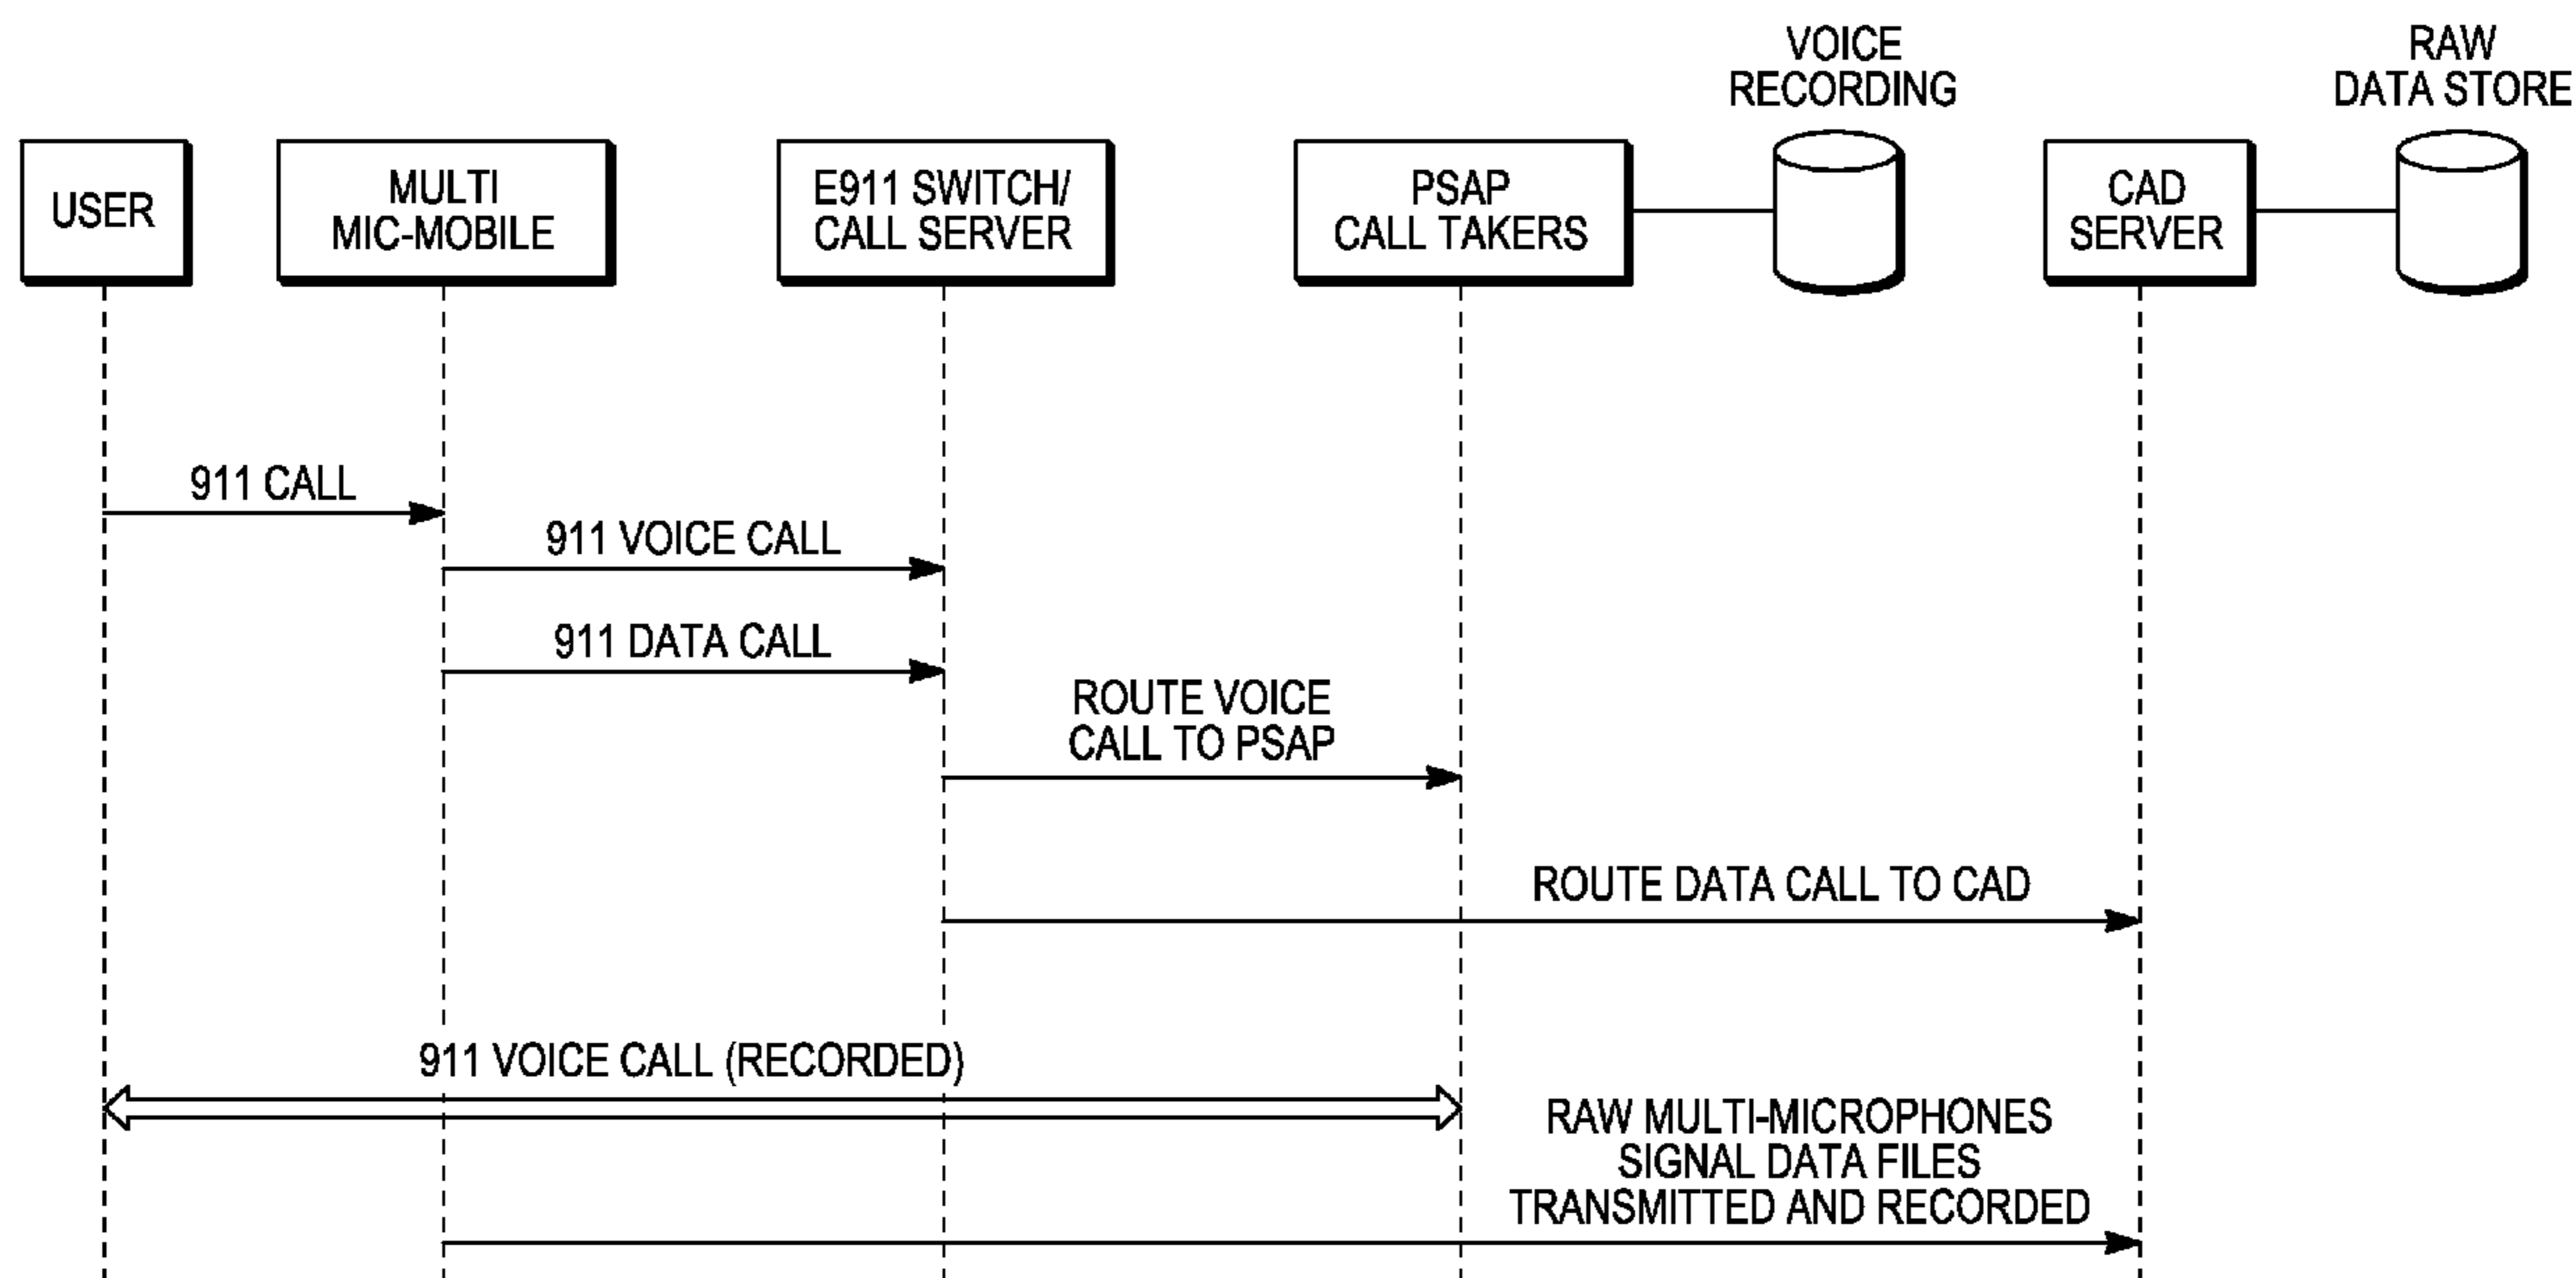 VOICE
RECORDING
RAW
DATA STORE
USER
MULTI
MIC-MOBILE
E911 SWITCH/
CALL SERVER
PSAP
CALL TAKERS
CAD
SERVER
911 CALL
911 VOICE CALL
911 DATA CALL
ROUTE VOICE
CALL TO PSAP
ROUTE DATA CALL TO CAD
911 VOICE CALL (RECORDED)
RAW MULTI-MICROPHONES
SIGNAL DATA FILES
TRANSMITTED AND RECORDED